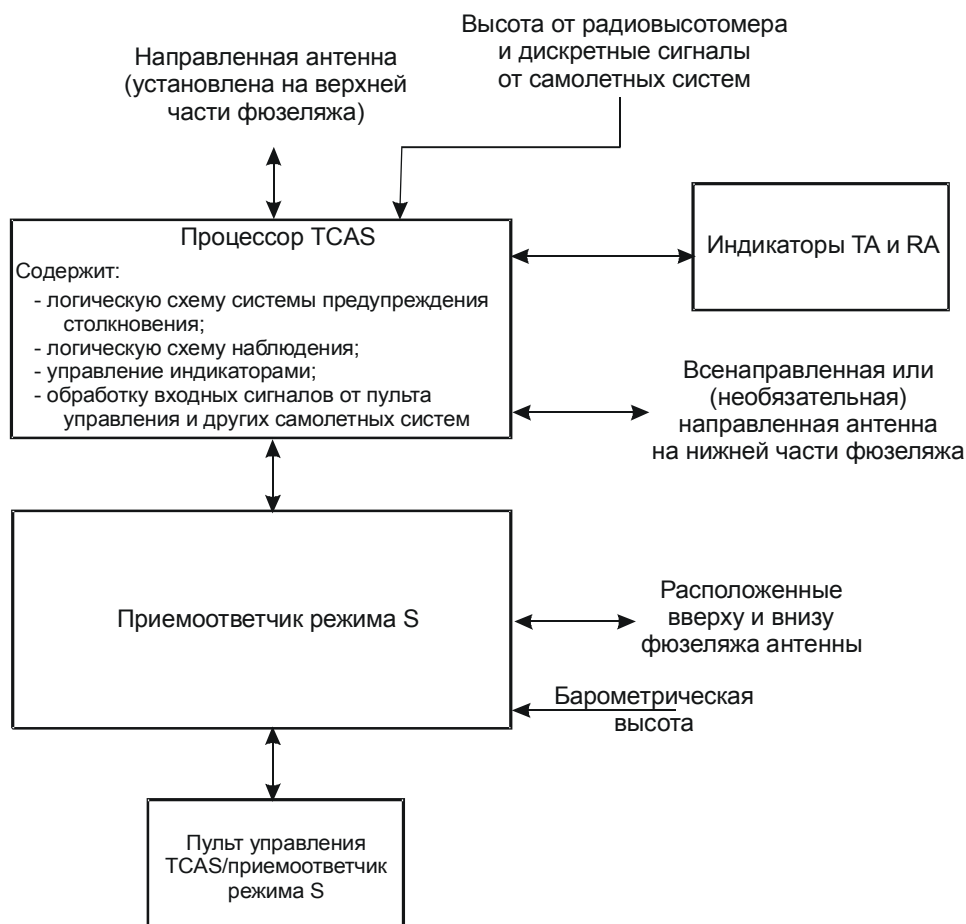 Высота от радиовысотомера
и дискретные сигналы
от самолетных систем
Направленная антенна
(установлена на верхней
части фюзеляжа)
Процессор TCAS
Содержит:
- логическую схему системы предупреждения
столкновения;
- логическую схему наблюдения;
- управление индикаторами;
- обработку входных сигналов от пульта
управления и других самолетных систем
Индикаторы TA и RA
Всенаправленная или
(необязательная)
направленная антенна
на нижней части фюзеляжа
Приемоответчик режима S
Расположенные
вверху и внизу
фюзеляжа антенны
Барометрическая
высота
Пульт управления
TCAS/приемоответчик
режима S